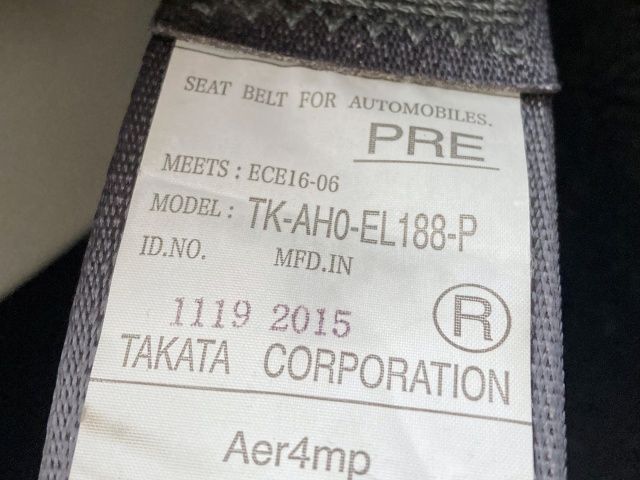 SEAT BELT FOR AUTOMOBILES.
PRE
MEETS : ECE16-06
MODEL : TK-AH0-EL188-P
ID.NO. MFD.IN
1119 2015
R
TAKATA CORPORATION
Aer4mp